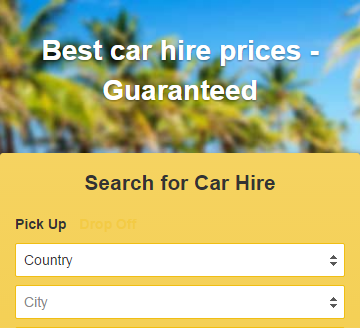 Best car hire prices -
Guaranteed
Search for Car Hire
Pick Up Drop Off
Country
City